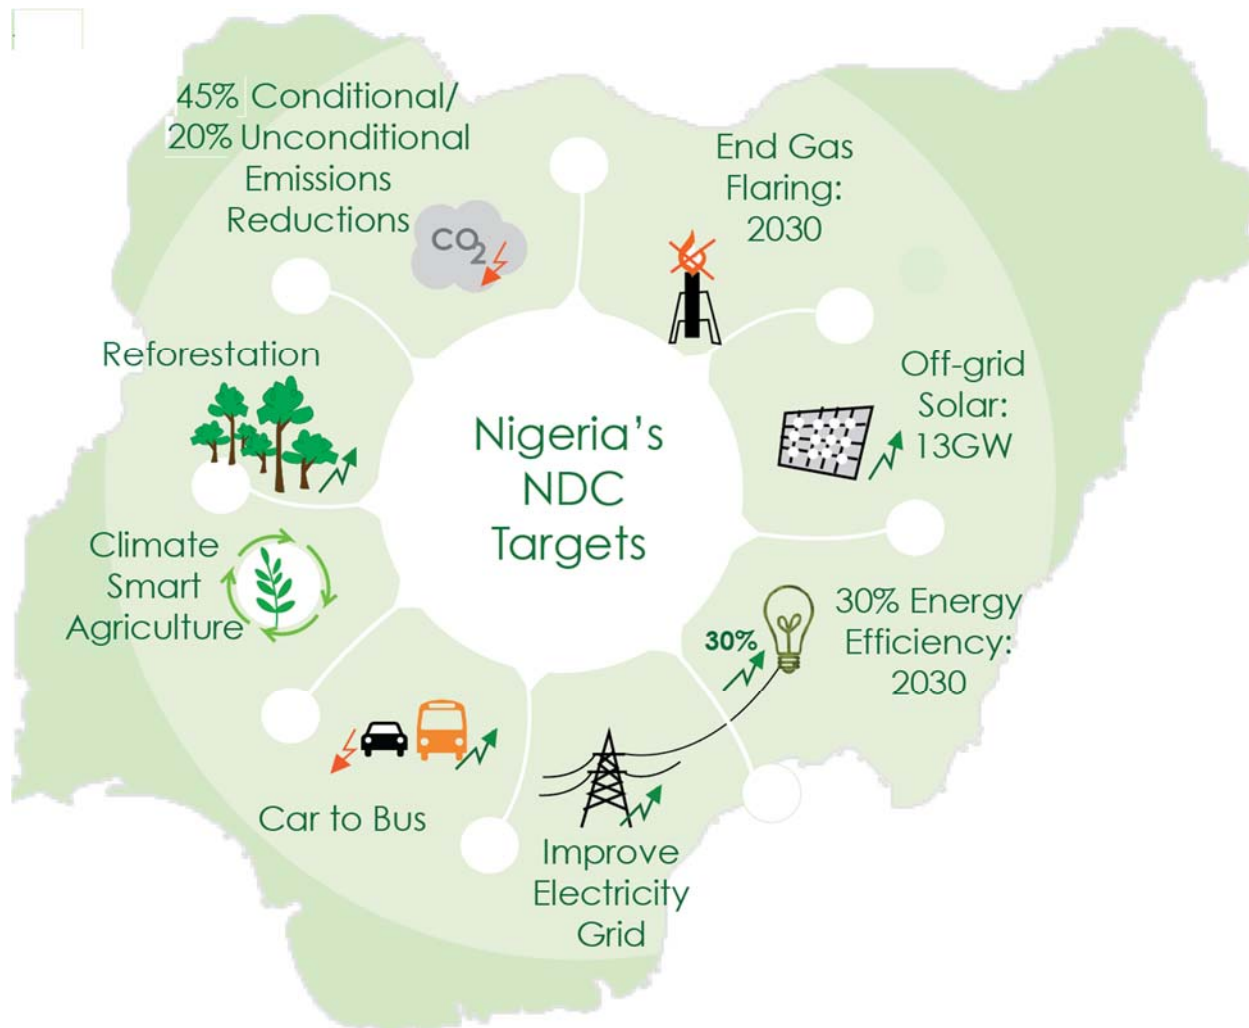 45% Conditional/
20% Unconditional
Emissions
Reductions
CO2
End Gas
Flaring:
2030
Off-grid
Solar:
13GW
30% Energy
Efficiency:
2030
30%
Improve
Electricity
Grid
Car to Bus
Climate
Smart
Agriculture
Reforestation
Nigeria's
NDC
Targets